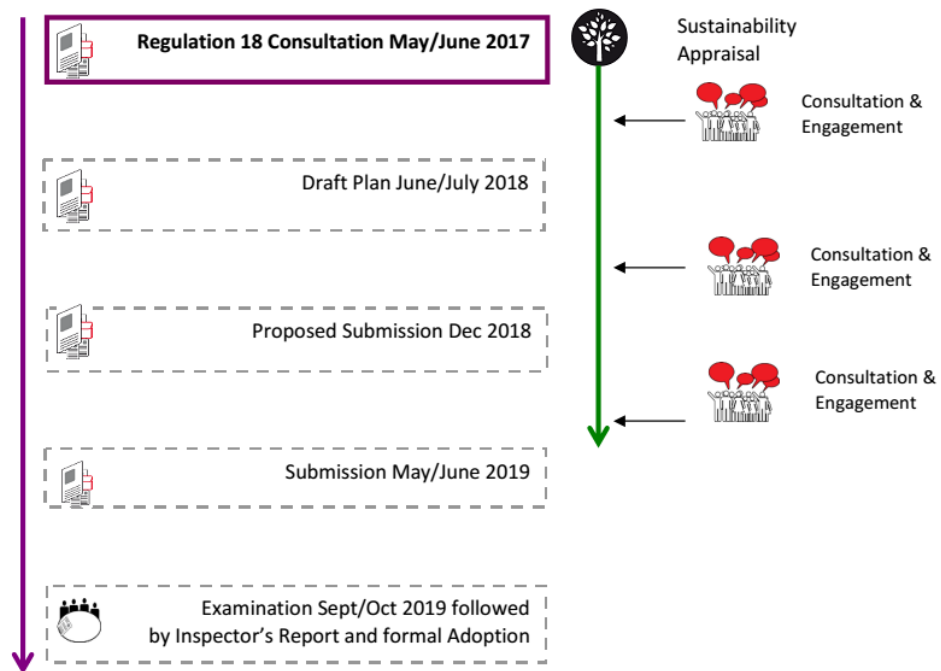 Regulation 18 Consultation May/June 2017
Sustainability
Appraisal
Consultation &
Engagement
Draft Plan June/July 2018
Consultation &
Engagement
Proposed Submission Dec 2018
Consultation &
Engagement
Submission May/June 2019
Examination Sept/Oct 2019 followed
by Inspector’s Report and formal Adoption